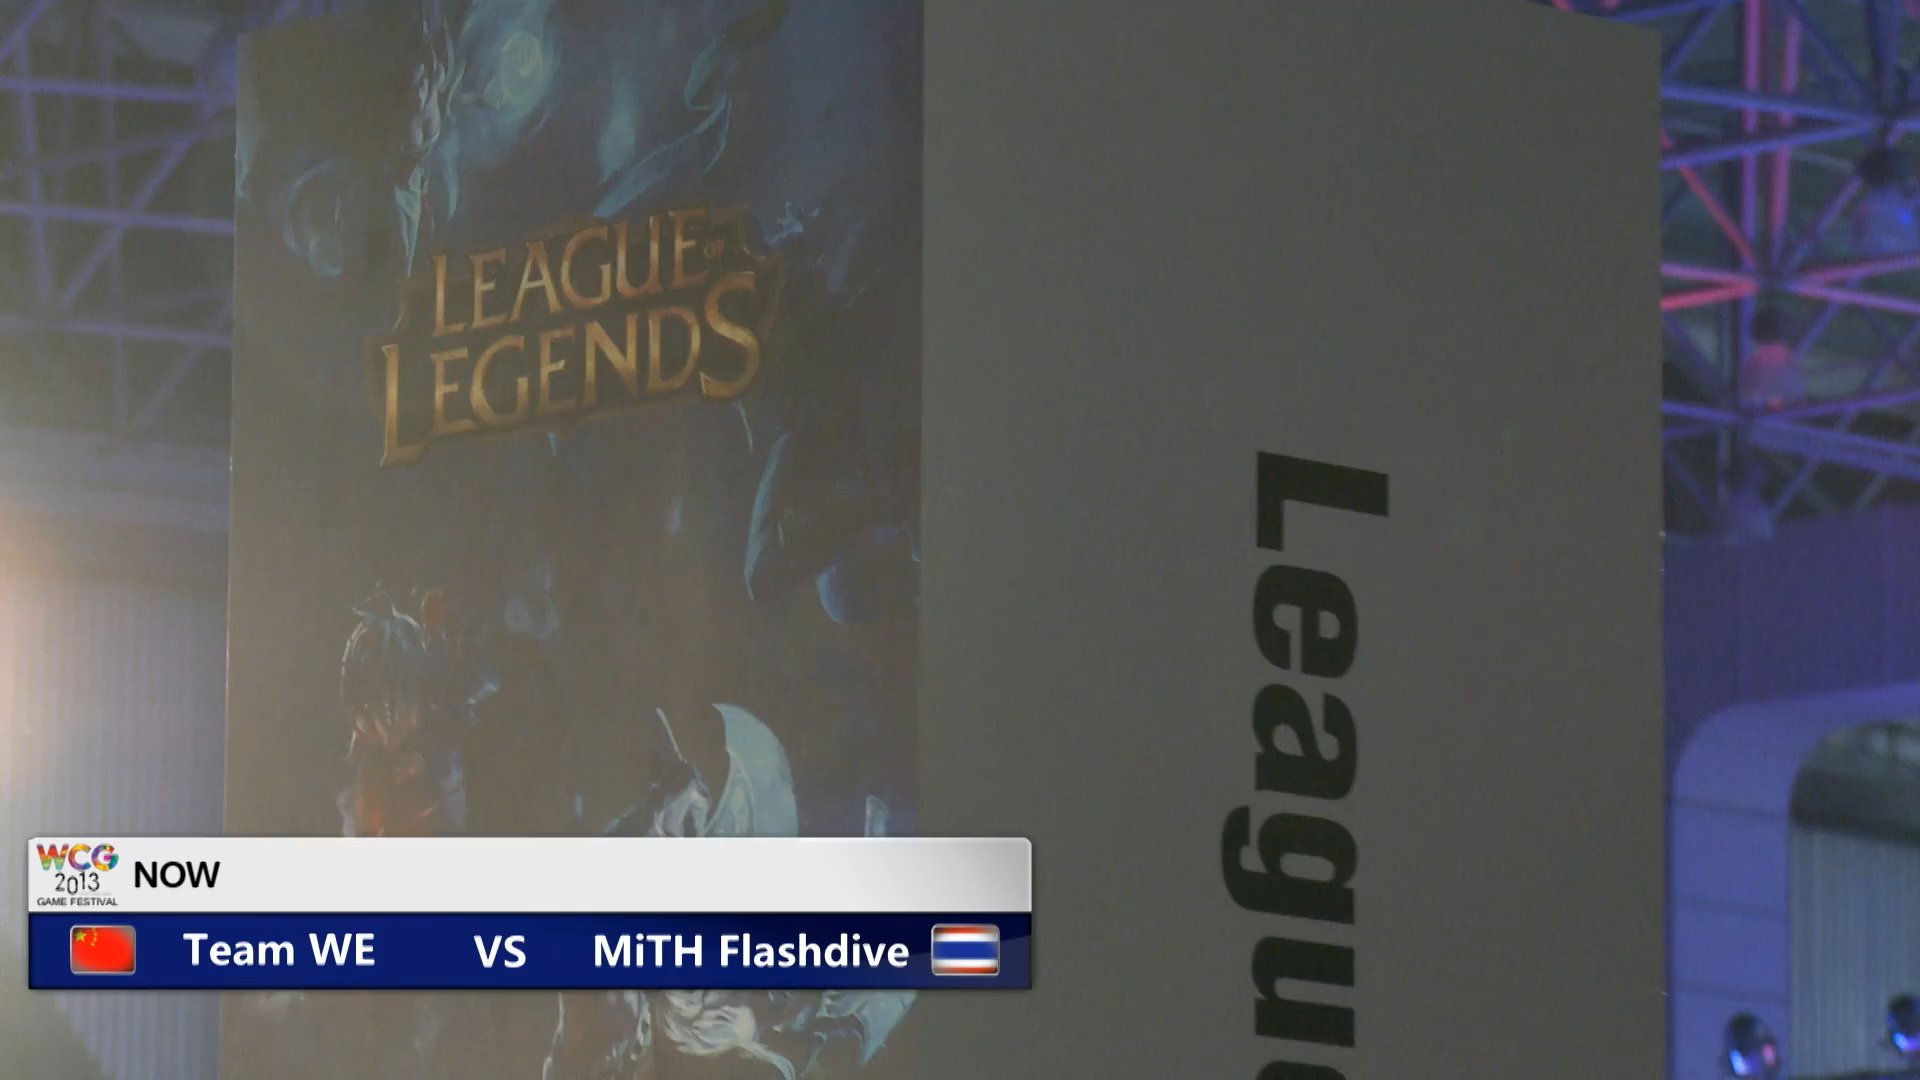 LEAGUE OF
LEGENDS
Leagu
WCG
2013
GAME FESTIVAL
NOW
Team WE VS MiTH Flashdive